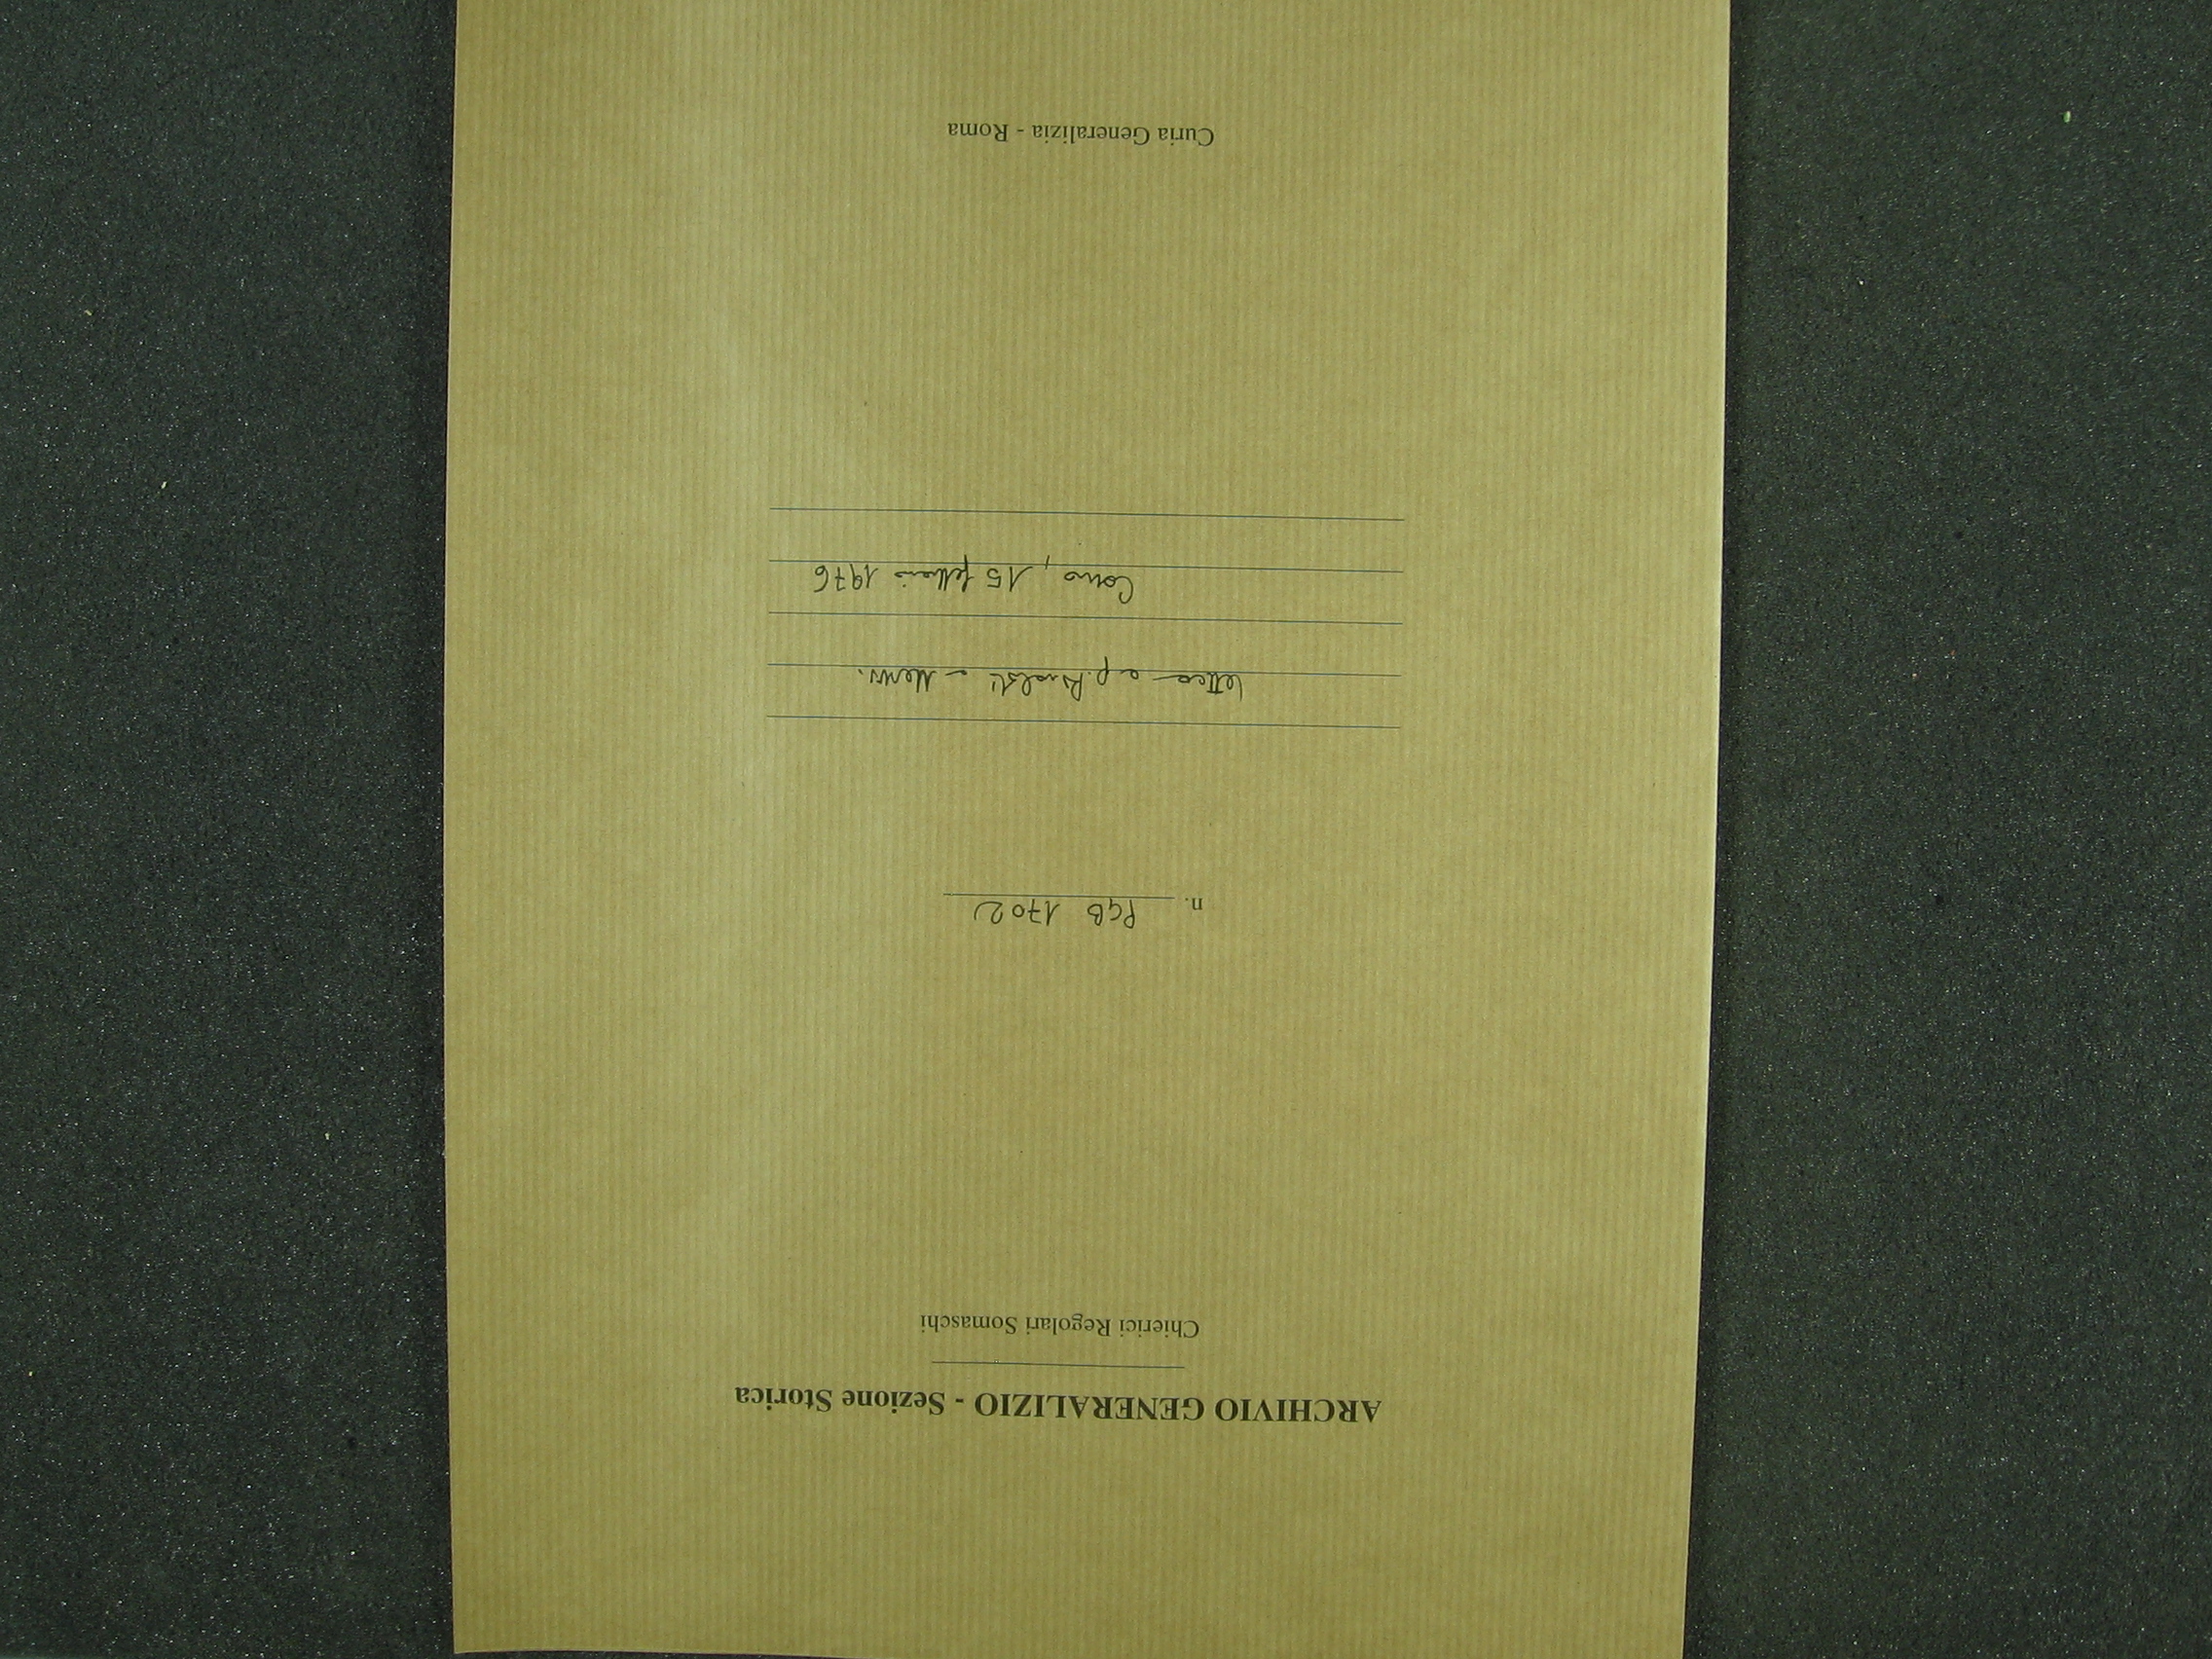 ARCHIVIO GENERALIZIO - Sezione Storica
Chierici Regolari Somaschi
n. PGB 1702
lettera a p.
Como, 15 febbraio 1976
Curia Generalizia - Roma